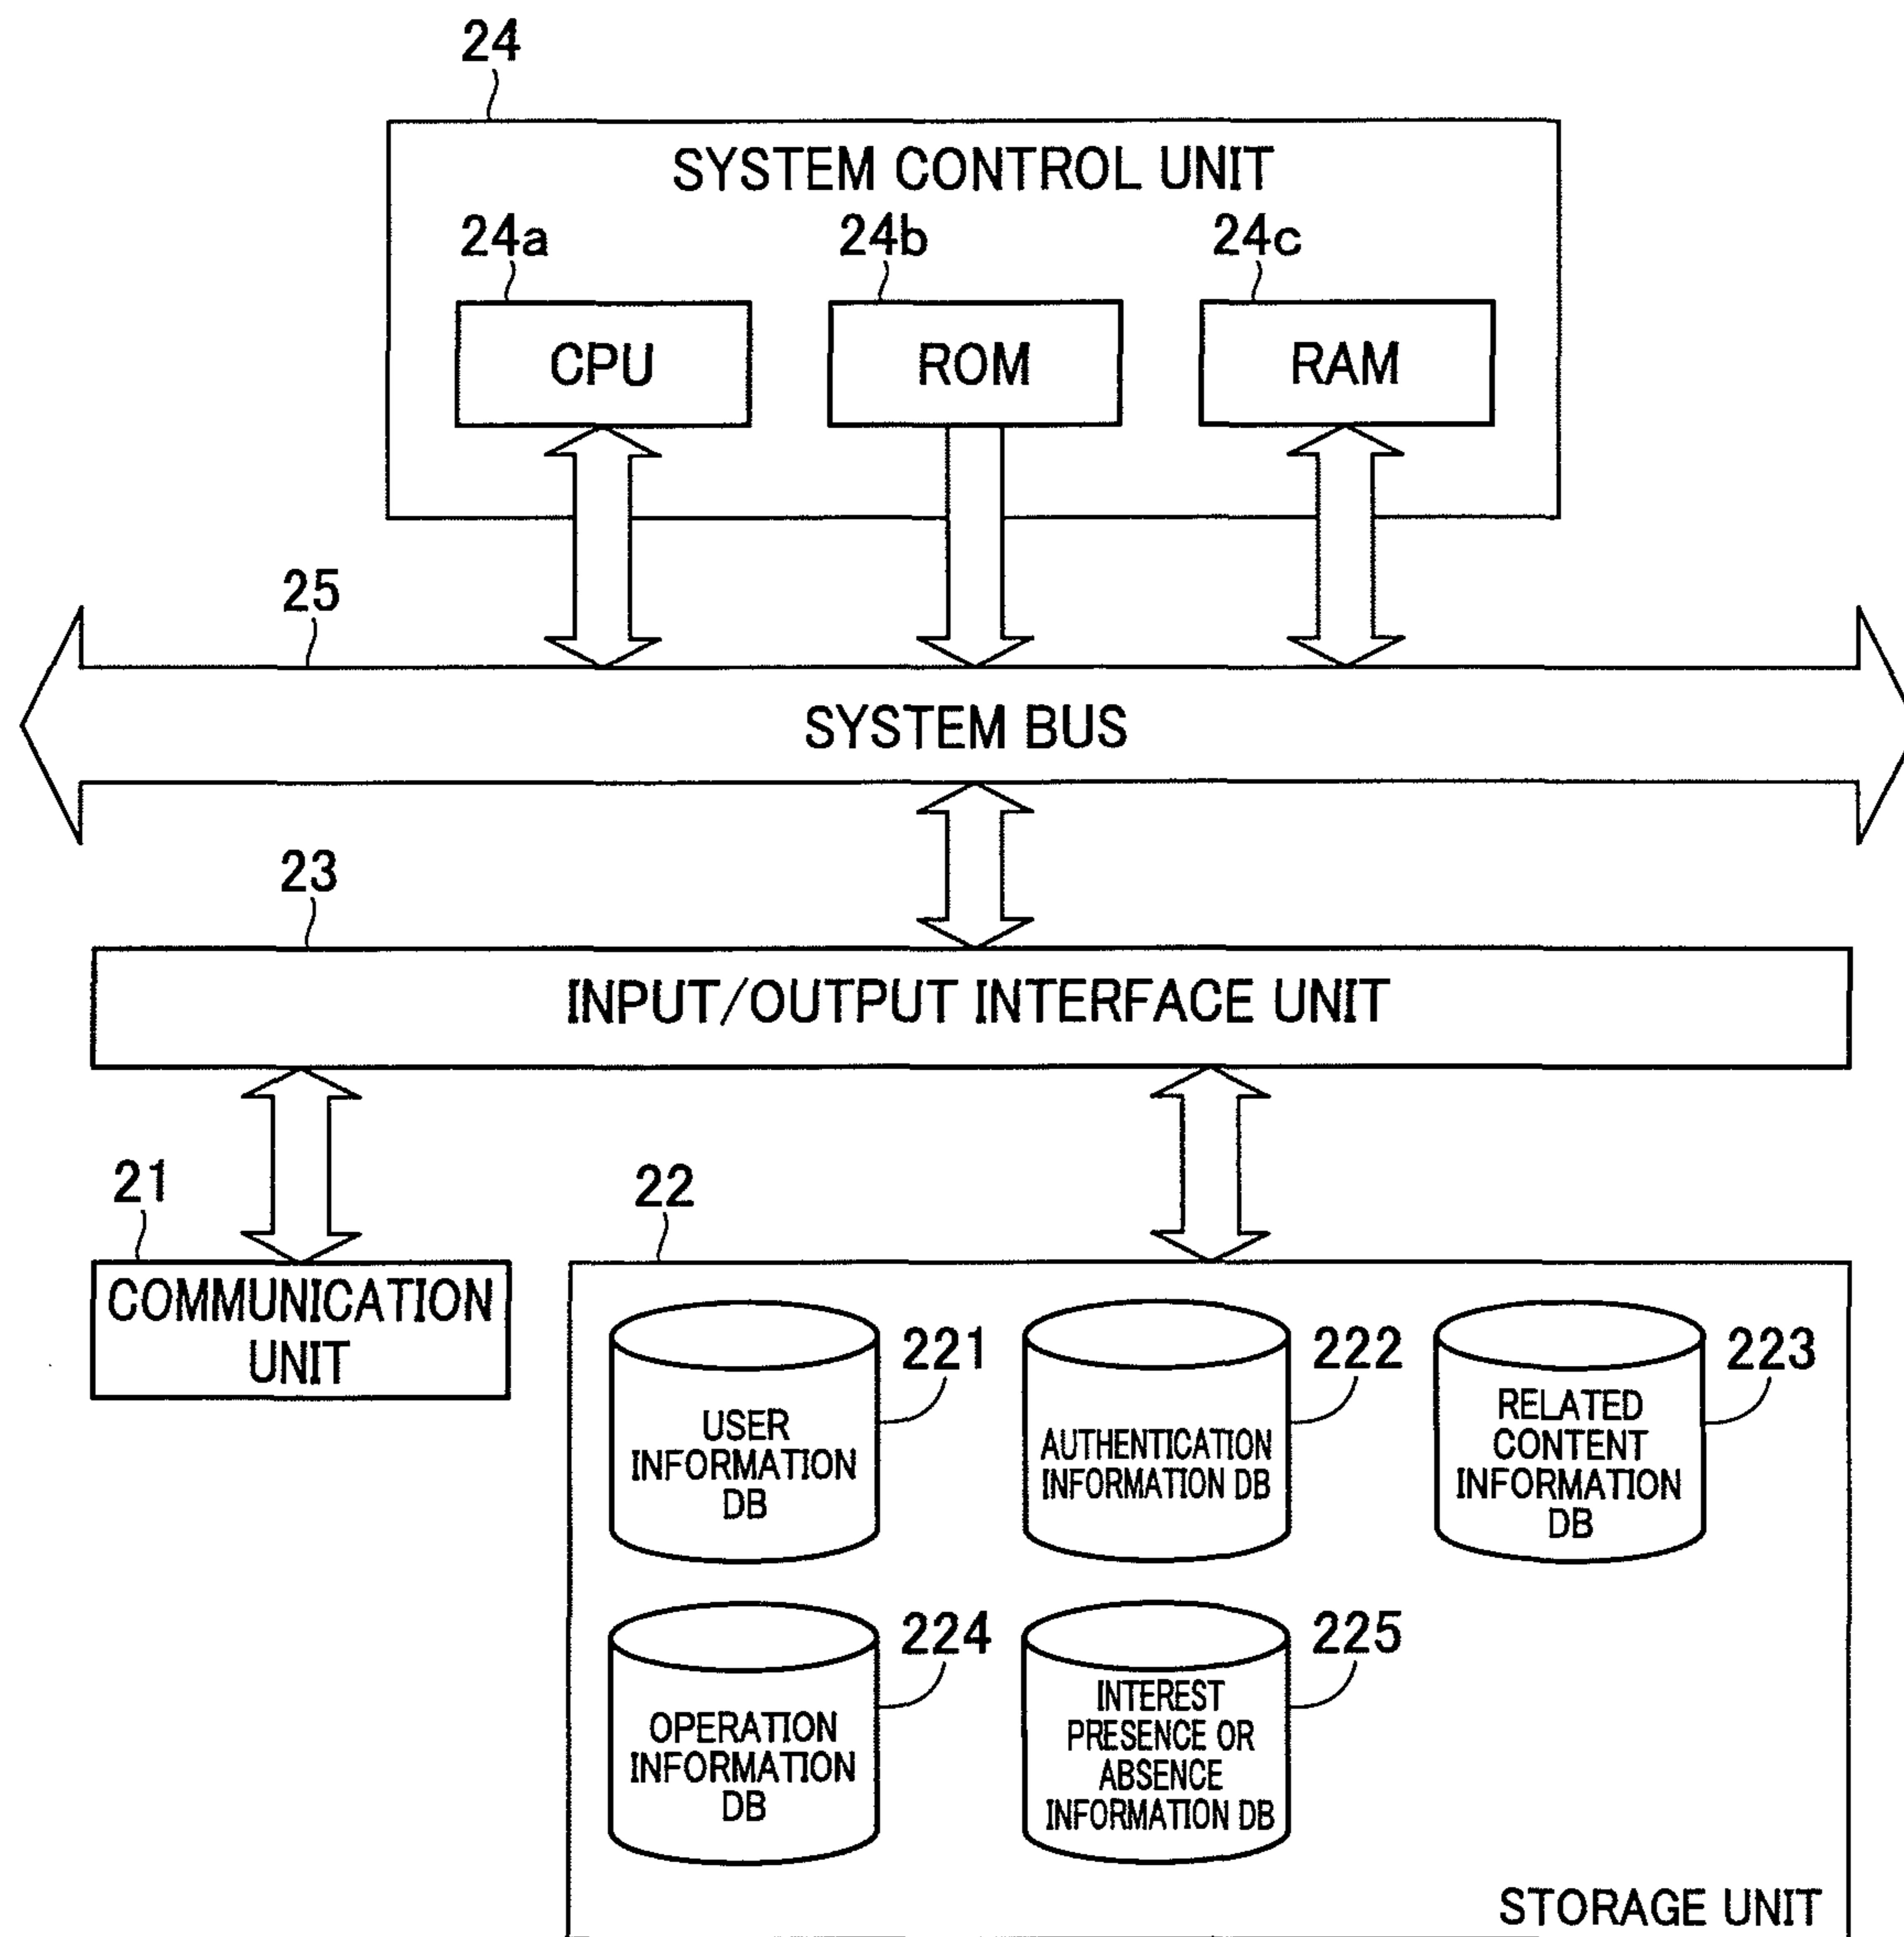 24
SYSTEM CONTROL UNIT
24a
24b
24c
CPU
ROM
RAM
25
SYSTEM BUS
23
INPUT/OUTPUT INTERFACE UNIT
21
COMMUNICATION
UNIT
22
221
USER
INFORMATION
DB
222
AUTHENTICATION
INFORMATION DB
223
RELATED
CONTENT
INFORMATION
DB
224
OPERATION
INFORMATION
DB
225
INTEREST
PRESENCE OR
ABSENCE
INFORMATION DB
STORAGE UNIT